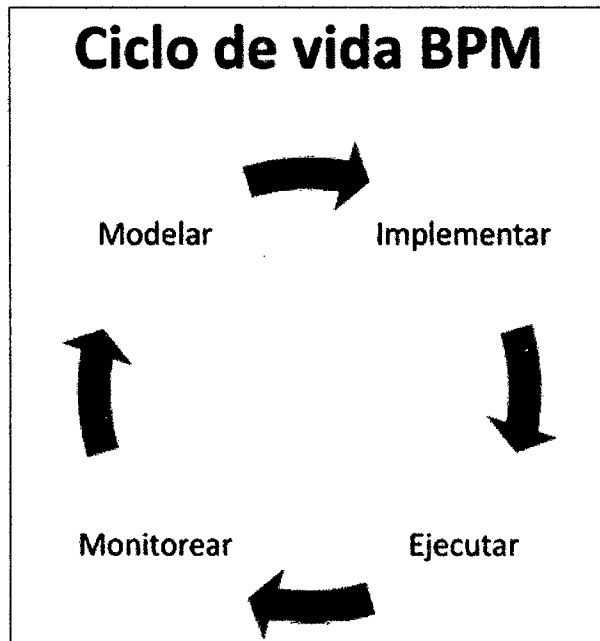 Ciclo de vida BPM
Modelar
Implementar
Monitorear
Ejecutar